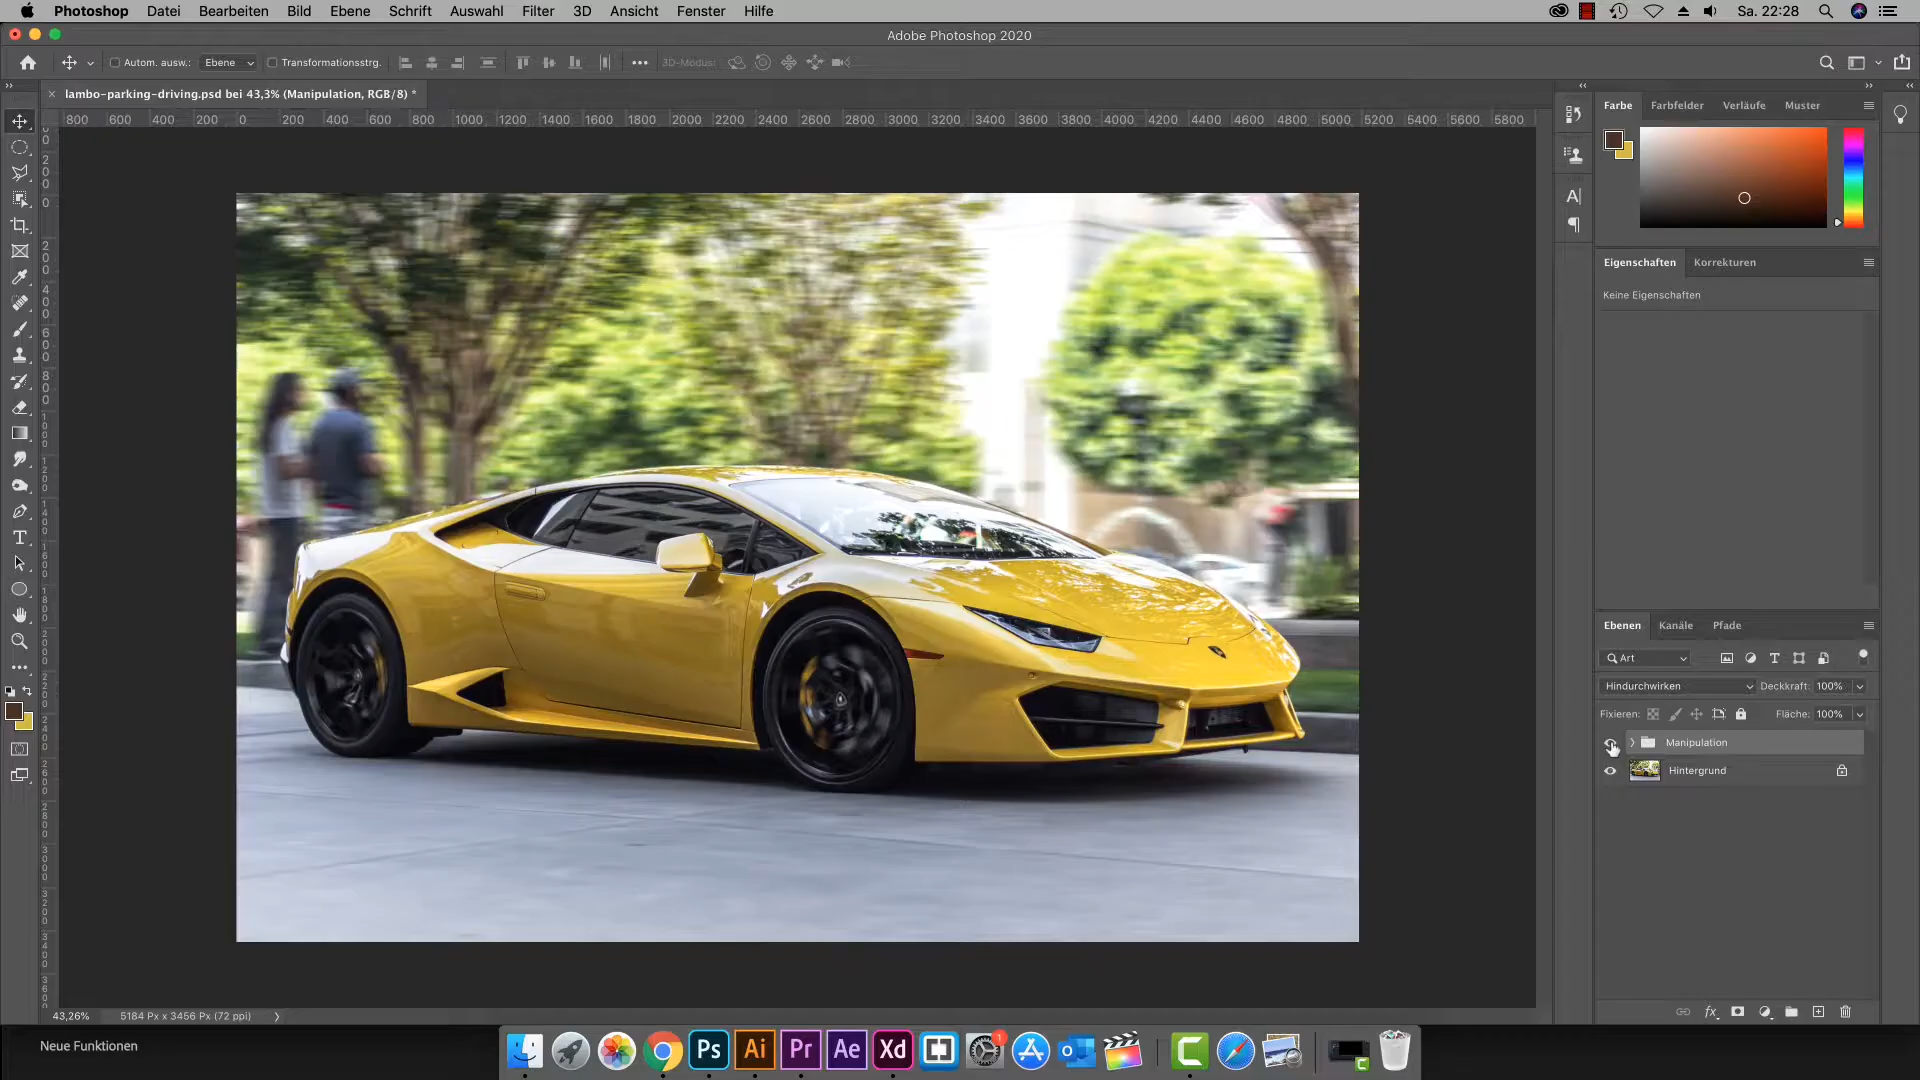 Photoshop Datei Bearbeiten Bild Ebene Schrift Auswahl Filter 3D Ansicht Fenster Hilfe Sa. 22:28
Adobe Photoshop 2020
Autom. ausw.: Ebene Transformationsstrg. 3D-Modus:
lambo-parking-driving.psd bei 43,3% (Manipulation, RGB/8) *
800 600 400 200 0 200 400 600 800 1000 1200 1400 1600 1800 2000 2200 2400 2600 2800 3000 3200 3400 3600 3800 4000 4200 4400 4600 4800 5000 5200 5400 5600 5800
Farbe Farbfelder Verläufe Muster
Eigenschaften Korrekturen
Keine Eigenschaften
Ebenen Kanäle Pfade
Art
Hindurchwirken Deckkraft: 100%
Fixieren: Fläche: 100%
Manipulation
Hintergrund
fx
43,26% 5184 Px x 3456 Px (72 ppi)
Neue Funktionen
Ps Ai Pr Ae Xd 1